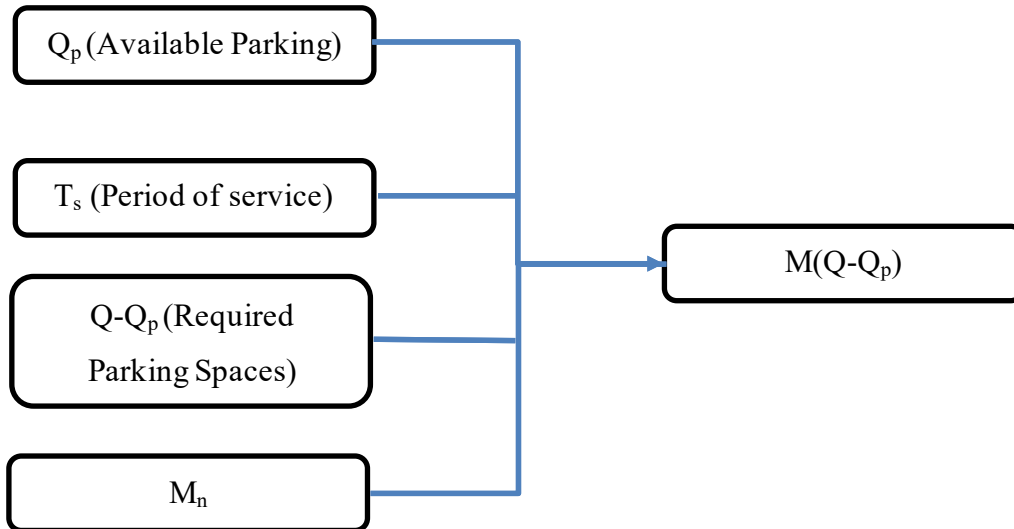 Qp (Available Parking)
Ts (Period of service)
Q-Qp (Required
Parking Spaces)
Mn
M(Q-Qp)